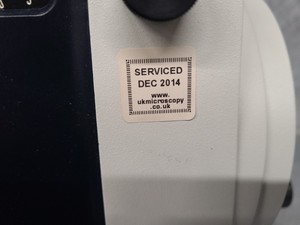 SERVICED
DEC 2014
www.
ukmicroscopy
.co.uk